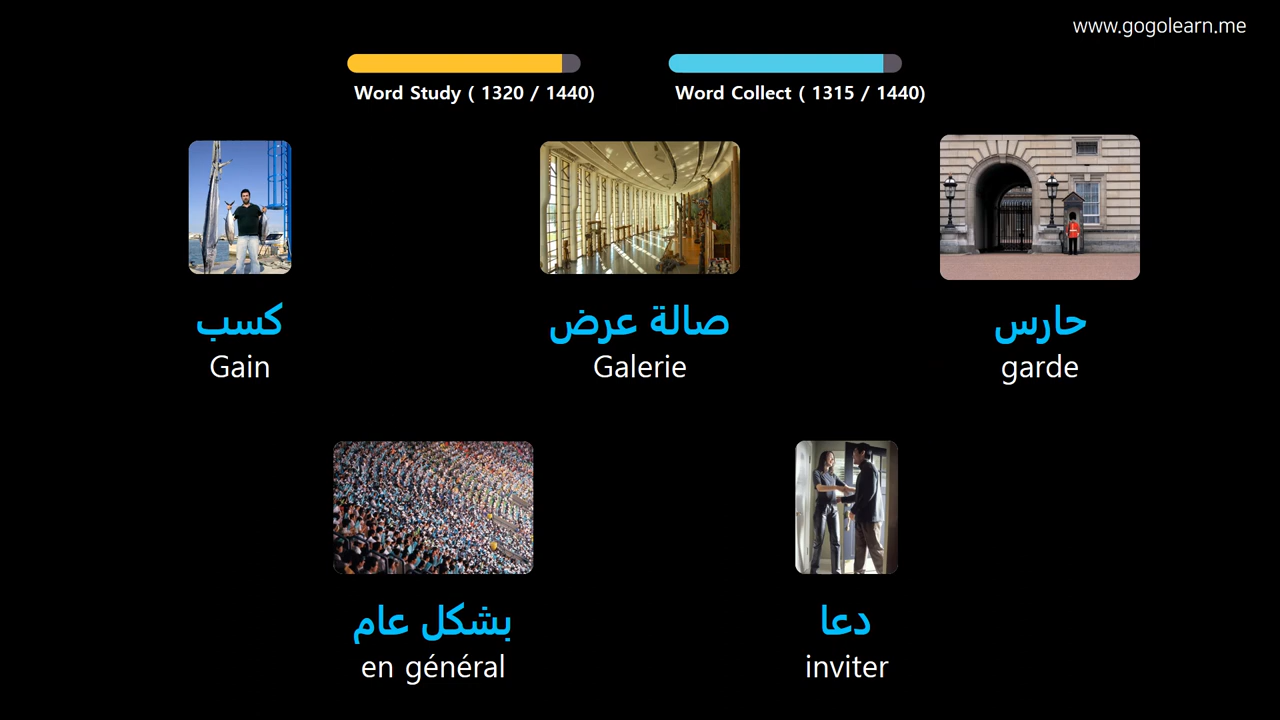 www.gogolearn.me
Word Study ( 1320 / 1440)
Word Collect ( 1315 / 1440)
كسب
Gain
صالة عرض
Galerie
حارس
garde
بشكل عام
en général
دعا
inviter